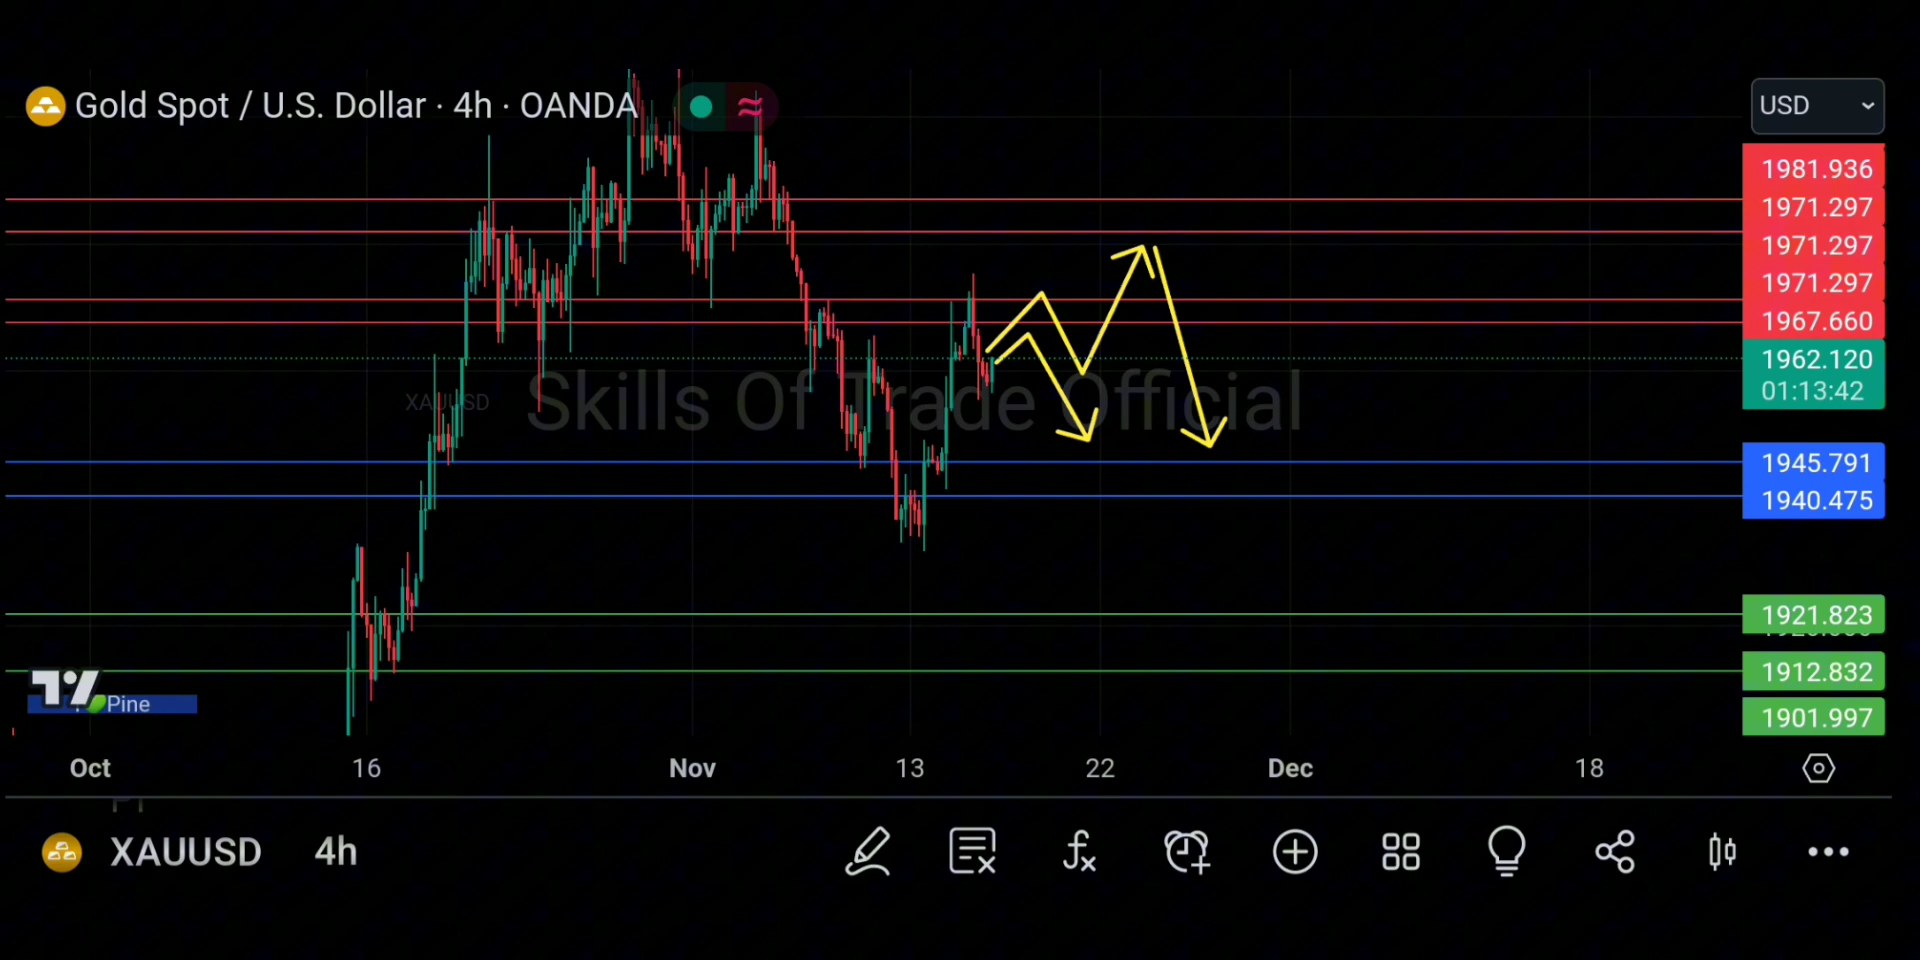 Gold Spot / U.S. Dollar · 4h · OANDA
USD
1981.936
1971.297
1971.297
1971.297
1967.660
1962.120
01:13:42
XAUUSD
Skills Of Trade Official
1945.791
1940.475
1921.823
1912.832
Pine
1901.997
Oct 16 Nov 13 22 Dec 18
XAUUSD 4h